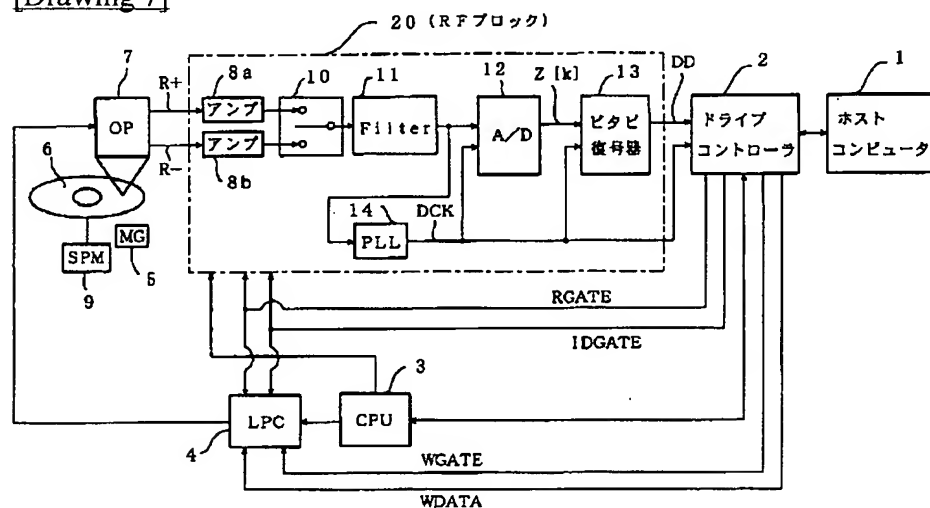 [Drawing 7]
20 (RFブロック)
7
OP
R+
R-
8a
アンプ
アンプ
8b
10
11
Filter
12
A/D
Z [k]
13
ビタビ
復号器
DD
2
ドライブ
コントローラ
1
ホスト
コンピュータ
6
14
PLL
DCK
MG
5
SPM
9
RGATE
IDGATE
3
LPC
CPU
4
WGATE
WDATA